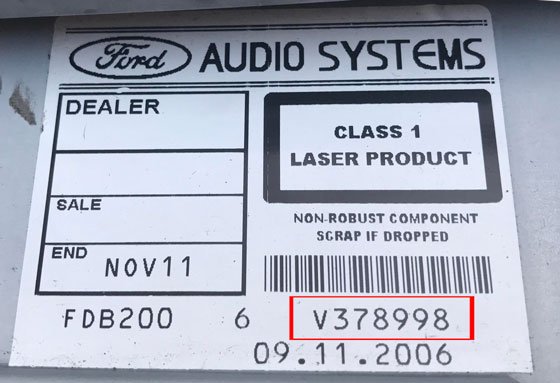 Ford AUDIO SYSTEMS
DEALER
SALE
END NOV11
CLASS 1
LASER PRODUCT
NON-ROBUST COMPONENT
SCRAP IF DROPPED
FDB200 6 V378998
09.11.2006